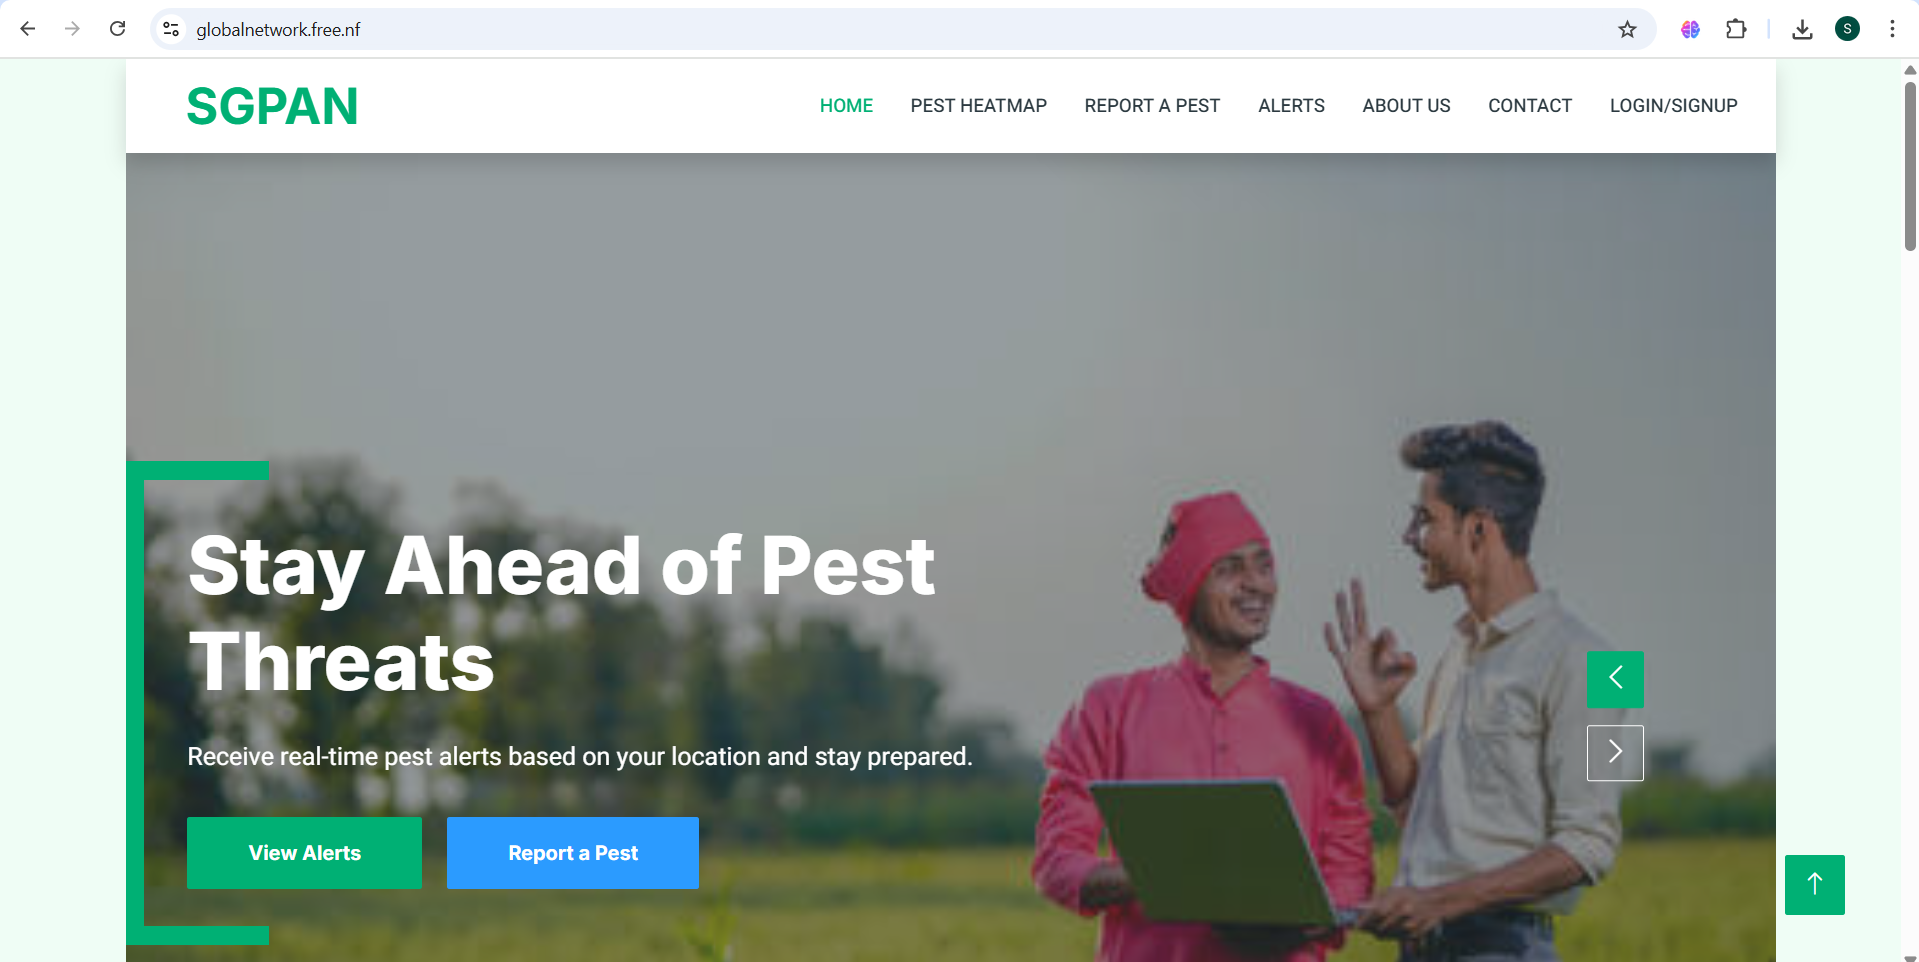 globalnetwork.free.nf
S
SGPAN
HOME
PEST HEATMAP
REPORT A PEST
ALERTS
ABOUT US
CONTACT
LOGIN/SIGNUP
Stay Ahead of Pest
Threats
Receive real-time pest alerts based on your location and stay prepared.
View Alerts
Report a Pest